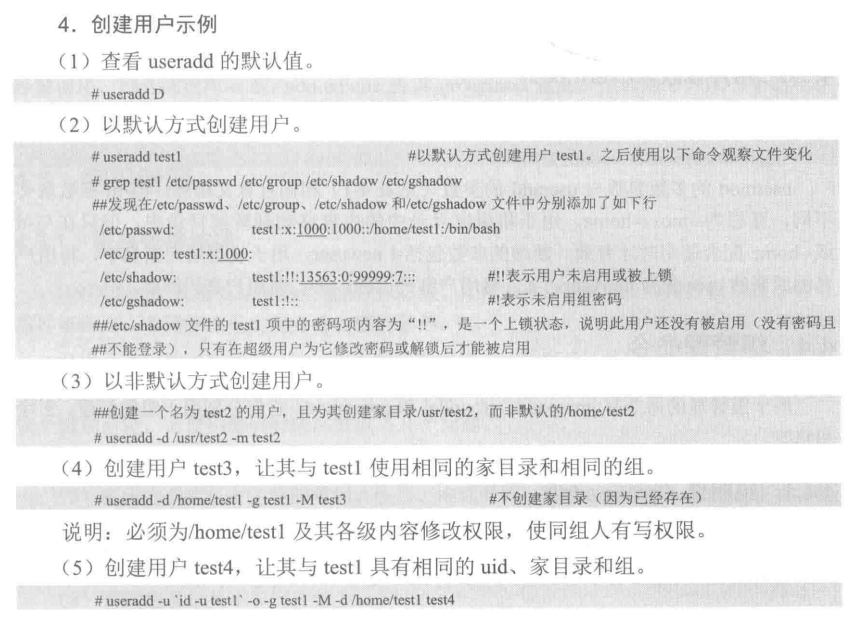 4．创建用户示例
（1）查看 useradd 的默认值。
# useradd D
（2）以默认方式创建用户。
# useradd test1 #以默认方式创建用户 test1。之后使用以下命令观察文件变化
# grep test1 /etc/passwd /etc/group /etc/shadow /etc/gshadow
##发现在/etc/passwd、/etc/group、/etc/shadow 和/etc/gshadow 文件中分别添加了如下行
/etc/passwd: test1:x:1000:1000::/home/test1:/bin/bash
/etc/group: test1:x:1000:
/etc/shadow: test1:!!:13563:0:99999:7::: #!!表示用户未启用或被上锁
/etc/gshadow: test1:!:: #!表示未启用组密码
##/etc/shadow 文件的 test1 项中的密码项内容为“!!”，是一个上锁状态，说明此用户还没有被启用（没有密码且
##不能登录），只有在超级用户为它修改密码或解锁后才能被启用
（3）以非默认方式创建用户。
##创建一个名为 test2 的用户，且为其创建家目录/usr/test2，而非默认的/home/test2
# useradd -d /usr/test2 -m test2
（4）创建用户 test3，让其与 test1 使用相同的家目录和相同的组。
# useradd -d /home/test1 -g test1 -M test3 #不创建家目录（因为已经存在）
说明：必须为/home/test1 及其各级内容修改权限，使同组人有写权限。
（5）创建用户 test4，让其与 test1 具有相同的 uid、家目录和组。
# useradd -u `id -u test1` -o -g test1 -M -d /home/test1 test4